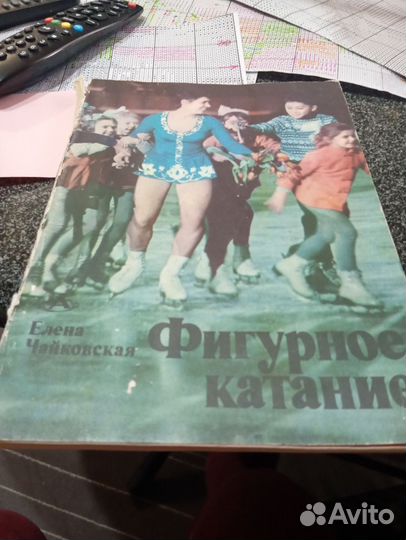 Елена
Чайковская
Фигурное
катание
Avito